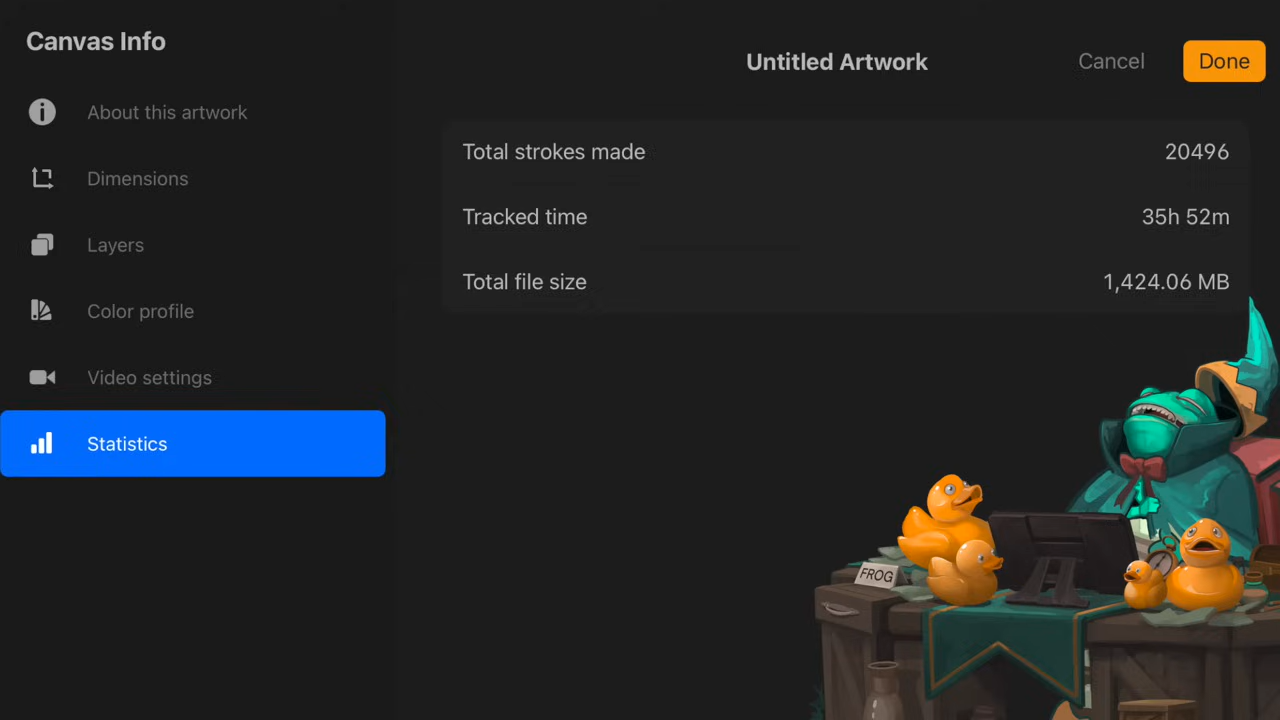 Canvas Info
About this artwork
Dimensions
Layers
Color profile
Video settings
Statistics
Untitled Artwork
Cancel
Done
Total strokes made 20496
Tracked time 35h 52m
Total file size 1,424.06 MB
FROG